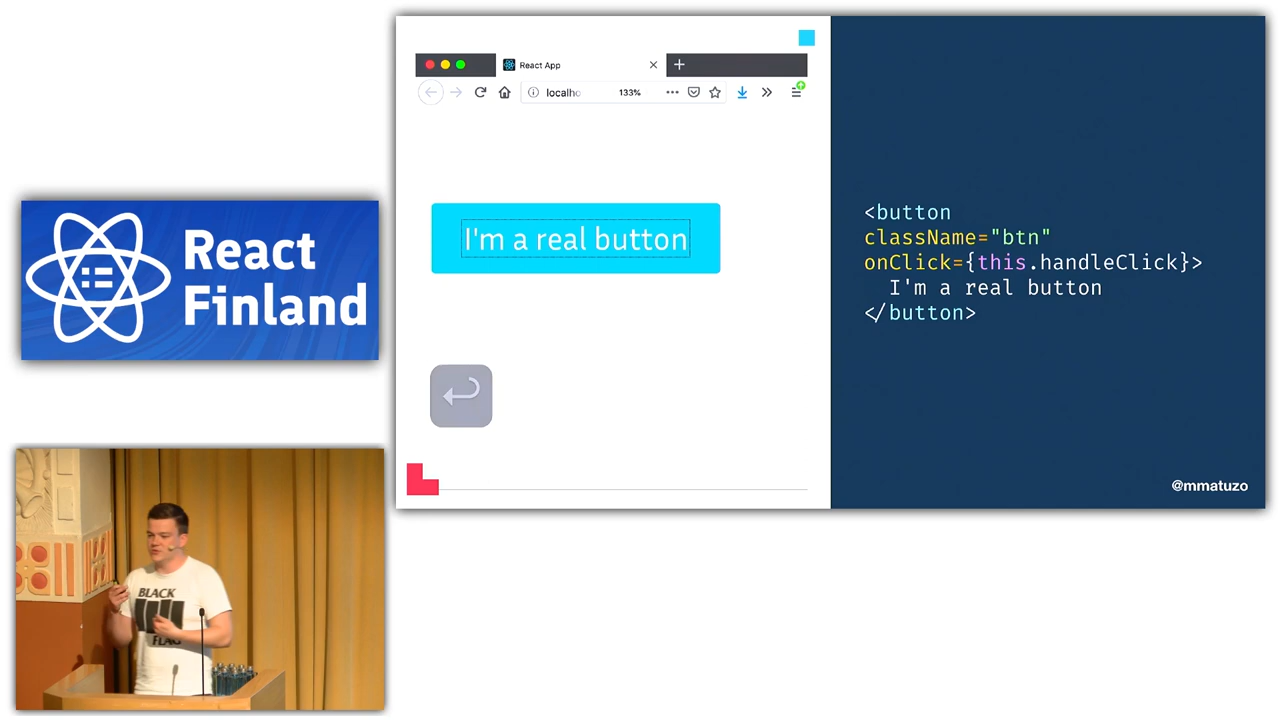 React
Finland
React App
localho
133%
I'm a real button
<button
className="btn"
onClick={this.handleClick}>
I'm a real button
</button>
@mmatuzo
BLACK
FLAG